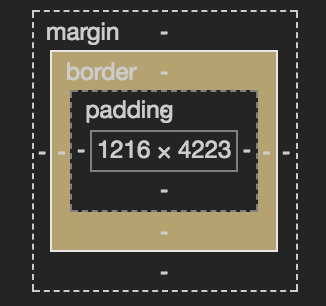 margin -
border -
padding -
- - - 1216 × 4223 - - -
-
-
-